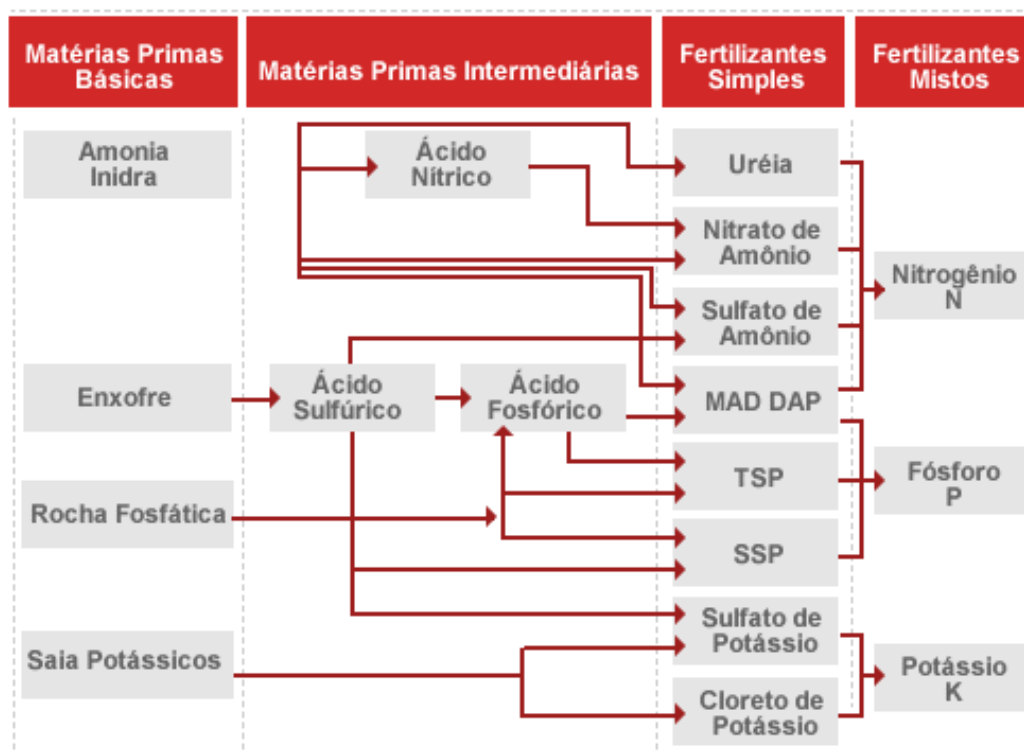 Matérias Primas
Básicas
Matérias Primas Intermediárias
Fertilizantes
Simples
Fertilizantes
Mistos
Amonia
Inidra
Ácido
Nítrico
Uréia
Nitrato de
Amônio
Nitrogênio
N
Sulfato de
Amônio
Enxofre
Ácido
Sulfúrico
Ácido
Fosfórico
MAD DAP
Rocha Fosfática
TSP
Fósforo
P
SSP
Saia Potássicos
Sulfato de
Potássio
Potássio
K
Cloreto de
Potássio